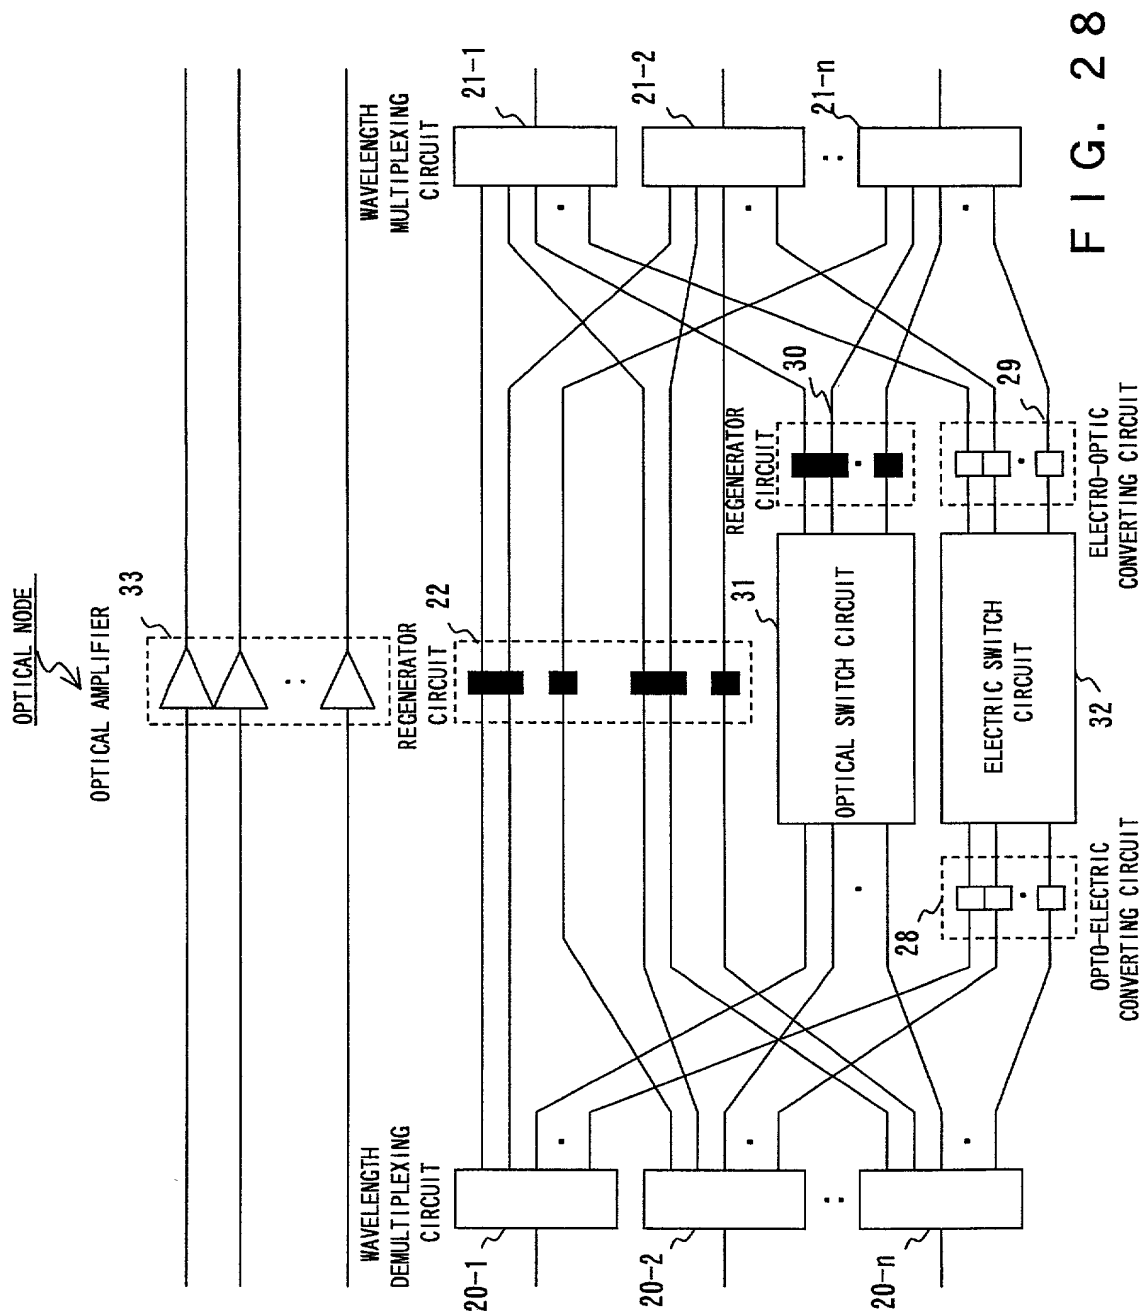 OPTICAL NODE
OPTICAL AMPLIFIER
33
WAVELENGTH
DEMULTIPLEXING
CIRCUIT
REGENERATOR
CIRCUIT
22
WAVELENGTH
MULTIPLEXING
CIRCUIT
20-1
21-1
20-2
21-2
20-n
21-n
31
OPTICAL SWITCH CIRCUIT
REGENERATOR
CIRCUIT
30
28
OPTO-ELECTRIC
CONVERTING CIRCUIT
ELECTRIC SWITCH
CIRCUIT
32
29
ELECTRO-OPTIC
CONVERTING CIRCUIT
FIG. 28